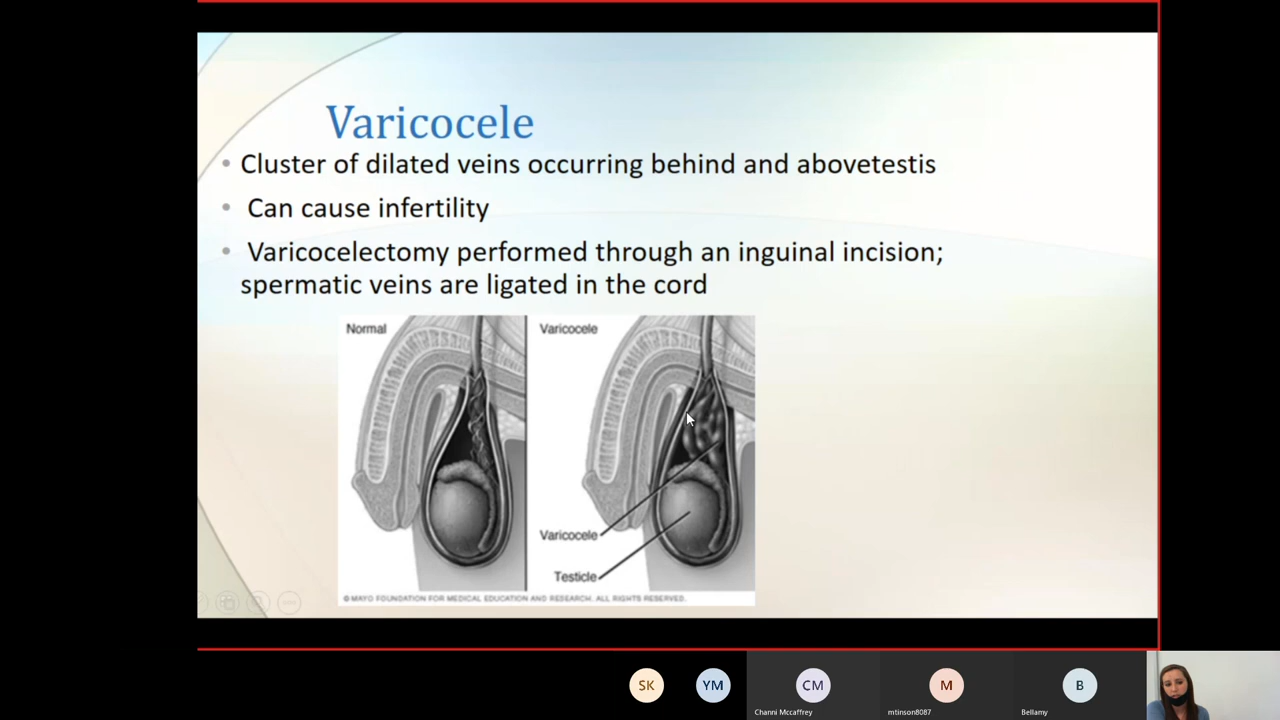 Varicocele
• Cluster of dilated veins occurring behind and abovetestis
• Can cause infertility
• Varicocelectomy performed through an inguinal incision;
spermatic veins are ligated in the cord
Normal
Varicocele
Varicocele
Testicle
© MAYO FOUNDATION FOR MEDICAL EDUCATION AND RESEARCH. ALL RIGHTS RESERVED.
SK
YM
CM
M
B
Channi Mccaffrey
mtinson8087
Bellamy